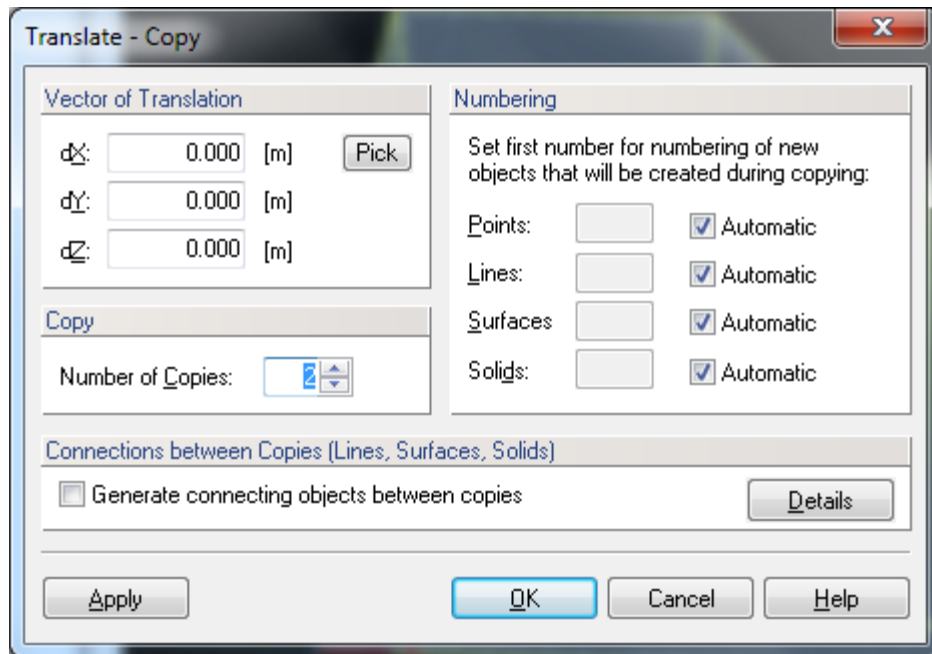 Translate - Copy
Vector of Translation
dX: 0.000 [m] Pick
dY: 0.000 [m]
dZ: 0.000 [m]
Copy
Number of Copies: 2
Numbering
Set first number for numbering of new
objects that will be created during copying:
Points: Automatic
Lines: Automatic
Surfaces Automatic
Solids: Automatic
Connections between Copies (Lines, Surfaces, Solids)
Generate connecting objects between copies
Details
Apply OK Cancel Help